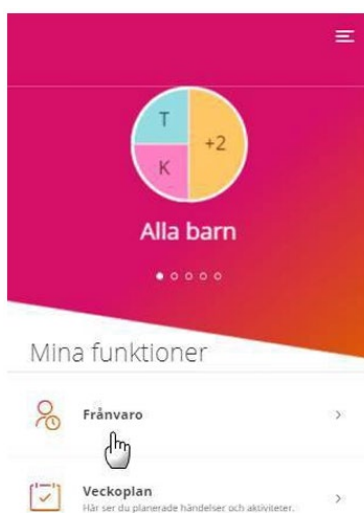 T
+2
K
Alla barn
Mina funktioner
Frånvaro
Veckoplan
Här ser du planerade händelser och aktiviteter.